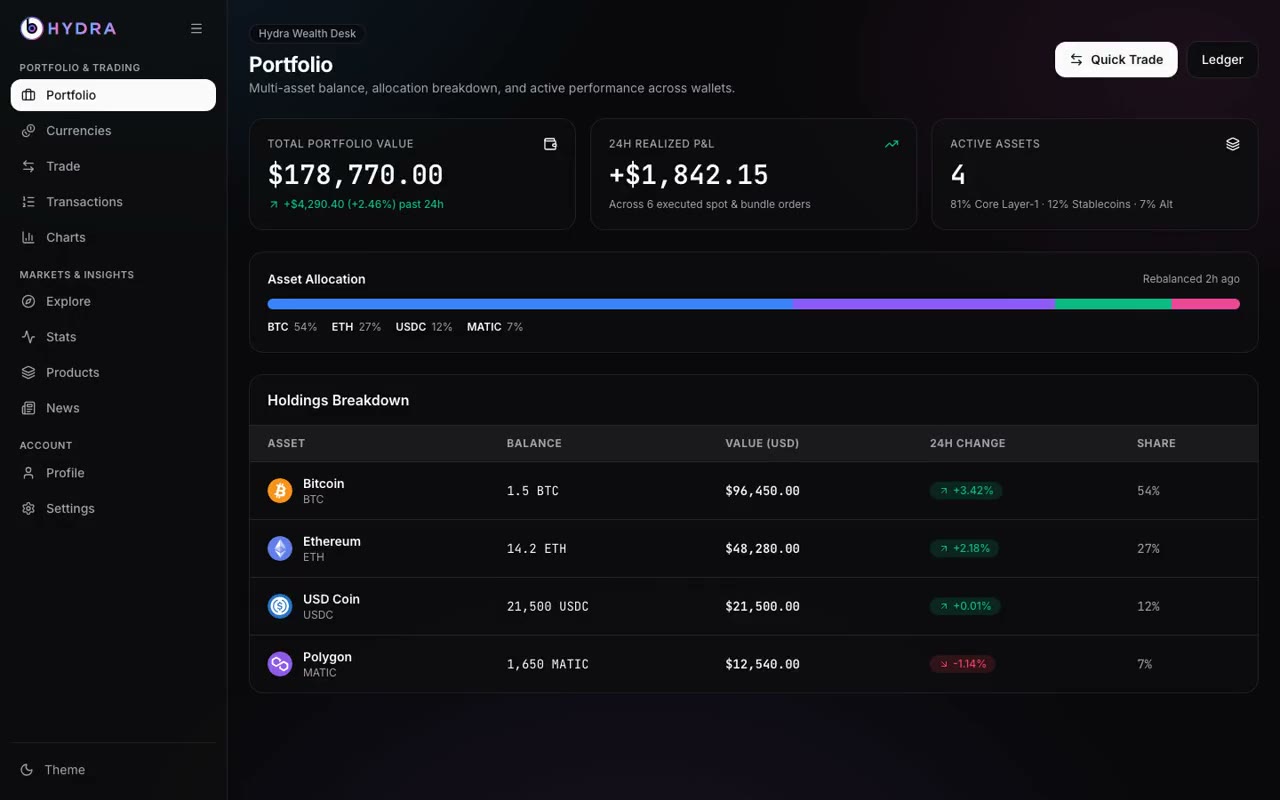 HYDRA
PORTFOLIO & TRADING
Portfolio
Currencies
Trade
Transactions
Charts
MARKETS & INSIGHTS
Explore
Stats
Products
News
ACCOUNT
Profile
Settings
Theme
Hydra Wealth Desk
Portfolio
Multi-asset balance, allocation breakdown, and active performance across wallets.
Quick Trade
Ledger
TOTAL PORTFOLIO VALUE
$178,770.00
+$4,290.40 (+2.46%) past 24h
24H REALIZED P&L
+$1,842.15
Across 6 executed spot & bundle orders
ACTIVE ASSETS
4
81% Core Layer-1 · 12% Stablecoins · 7% Alt
Asset Allocation
Rebalanced 2h ago
BTC 54% ETH 27% USDC 12% MATIC 7%
Holdings Breakdown
ASSET BALANCE VALUE (USD) 24H CHANGE SHARE
Bitcoin
BTC
1.5 BTC $96,450.00 +3.42% 54%
Ethereum
ETH
14.2 ETH $48,280.00 +2.18% 27%
USD Coin
USDC
21,500 USDC $21,500.00 +0.01% 12%
Polygon
MATIC
1,650 MATIC $12,540.00 -1.14% 7%